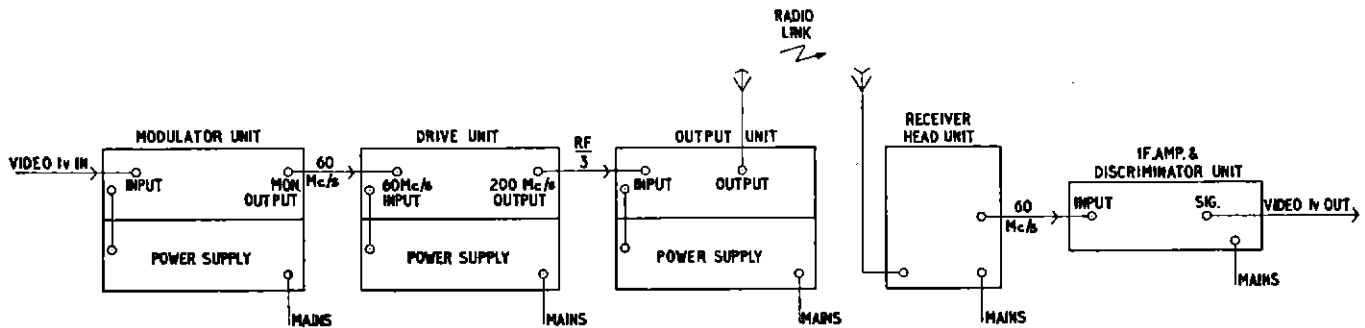 RADIO
LINK
MODULATOR UNIT
DRIVE UNIT
OUTPUT UNIT
RECEIVER
HEAD UNIT
I.F. AMP. &
DISCRIMINATOR UNIT
VIDEO 1v IN
INPUT
MON.
OUTPUT
60
Mc/s
60Mc/s
INPUT
200 Mc/s
OUTPUT
RF
3
INPUT
OUTPUT
60
Mc/s
INPUT
SIG.
VIDEO 1v OUT
POWER SUPPLY
POWER SUPPLY
POWER SUPPLY
MAINS
MAINS
MAINS
MAINS
MAINS